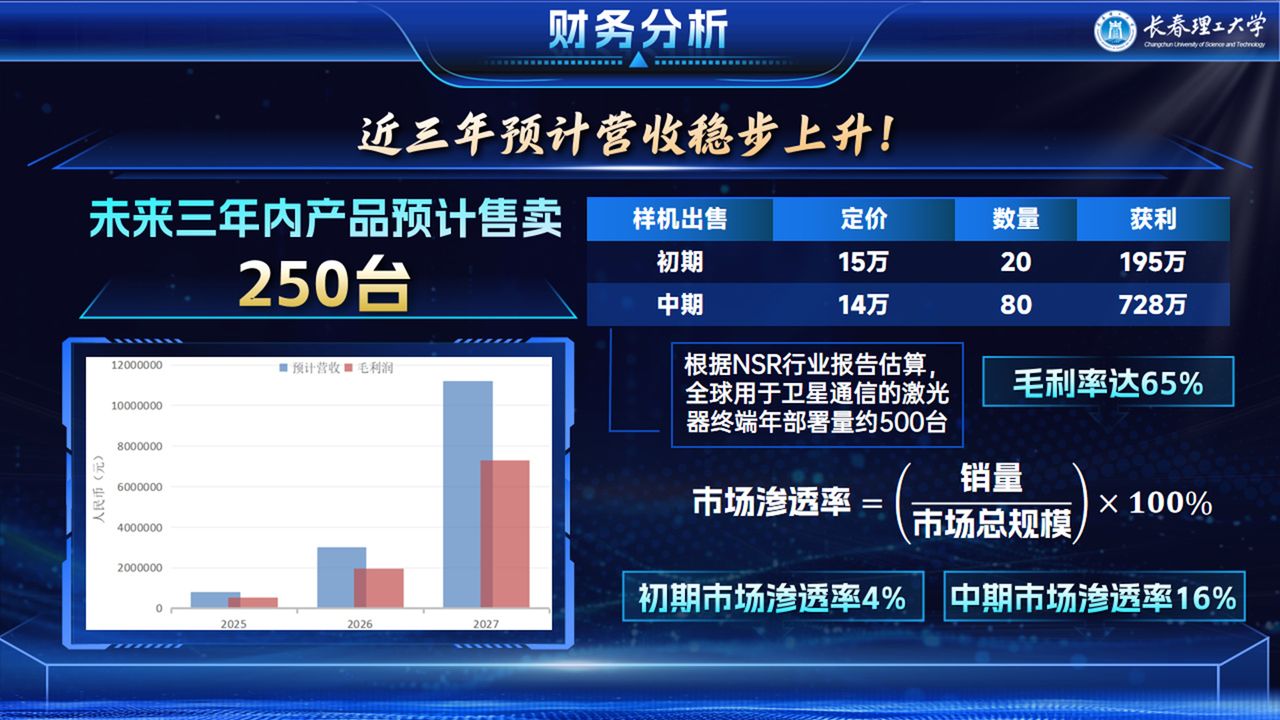 财务分析
长春理工大学
Changchun University of Science and Technology
近三年预计营收稳步上升！
未来三年内产品预计售卖
250台
样机出售 定价 数量 获利
初期 15万 20 195万
中期 14万 80 728万
根据NSR行业报告估算，
全球用于卫星通信的激光
器终端年部署量约500台
毛利率达65%
市场渗透率 = (销量/市场总规模) × 100%
初期市场渗透率4%
中期市场渗透率16%
预计营收 毛利润
人民币（元）
12000000
10000000
8000000
6000000
4000000
2000000
0
2025 2026 2027